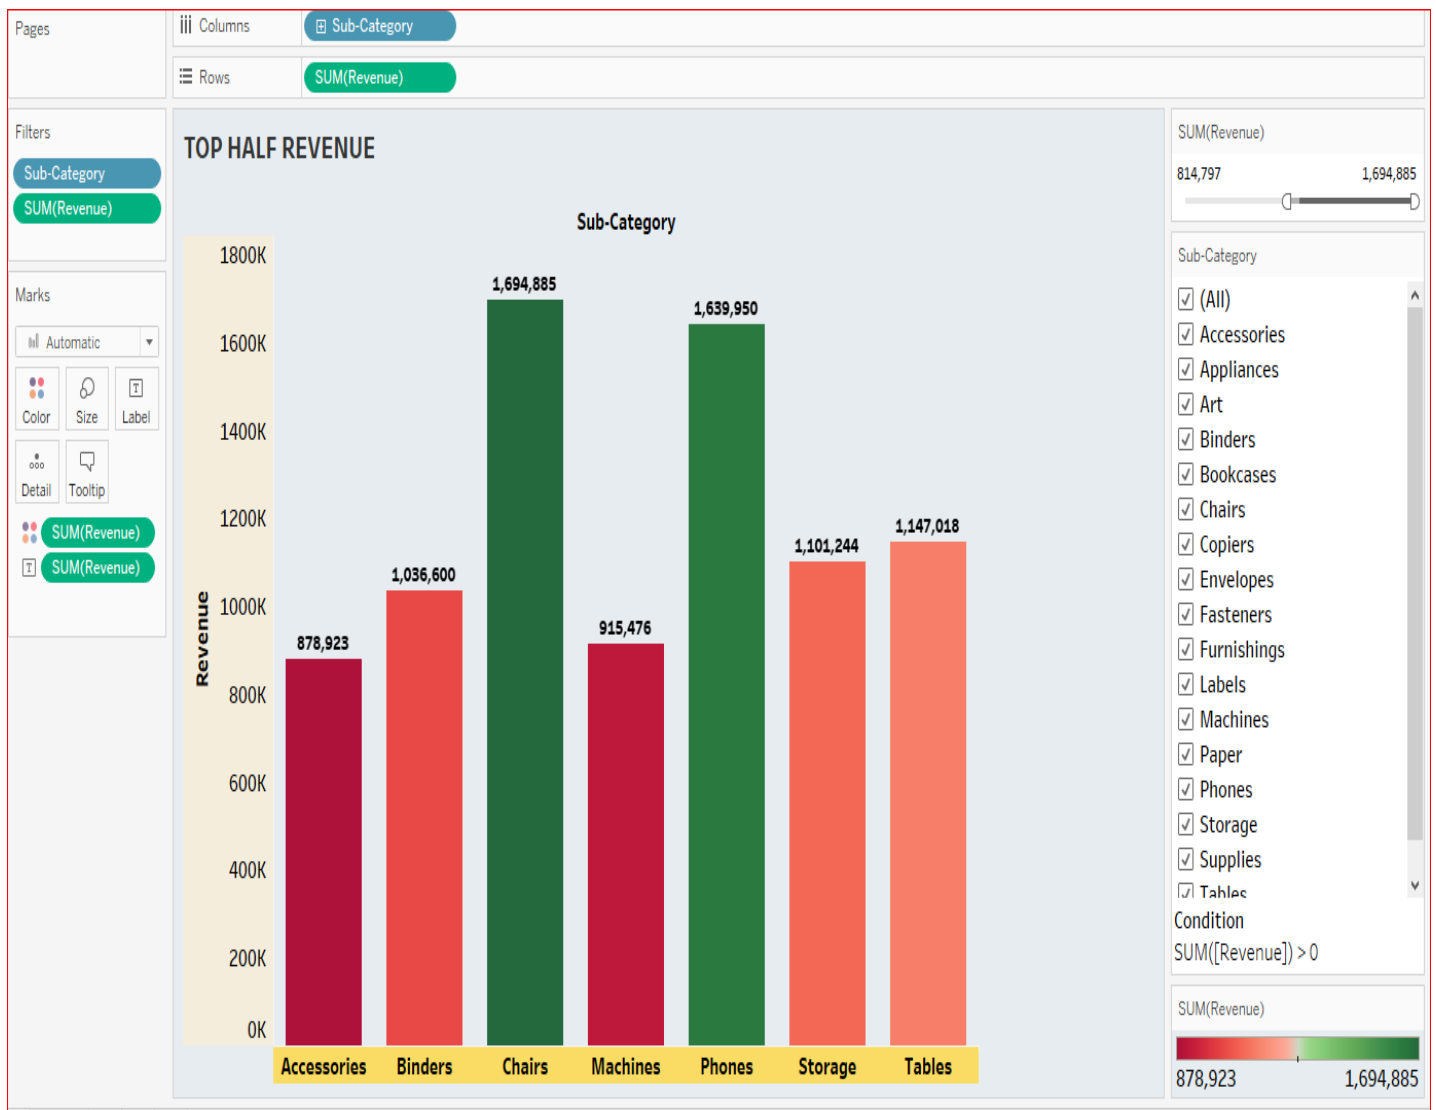 Pages
Columns
Sub-Category
Rows
SUM(Revenue)
Filters
Sub-Category
SUM(Revenue)
Marks
Automatic
Color Size Label
Detail Tooltip
SUM(Revenue)
SUM(Revenue)
TOP HALF REVENUE
Sub-Category
Revenue
1800K
1600K
1400K
1200K
1000K
800K
600K
400K
200K
0K
878,923
1,036,600
1,694,885
915,476
1,639,950
1,101,244
1,147,018
Accessories Binders Chairs Machines Phones Storage Tables
SUM(Revenue)
814,797 1,694,885
Sub-Category
(All)
Accessories
Appliances
Art
Binders
Bookcases
Chairs
Copiers
Envelopes
Fasteners
Furnishings
Labels
Machines
Paper
Phones
Storage
Supplies
Tables
Condition
SUM([Revenue]) > 0
SUM(Revenue)
878,923 1,694,885